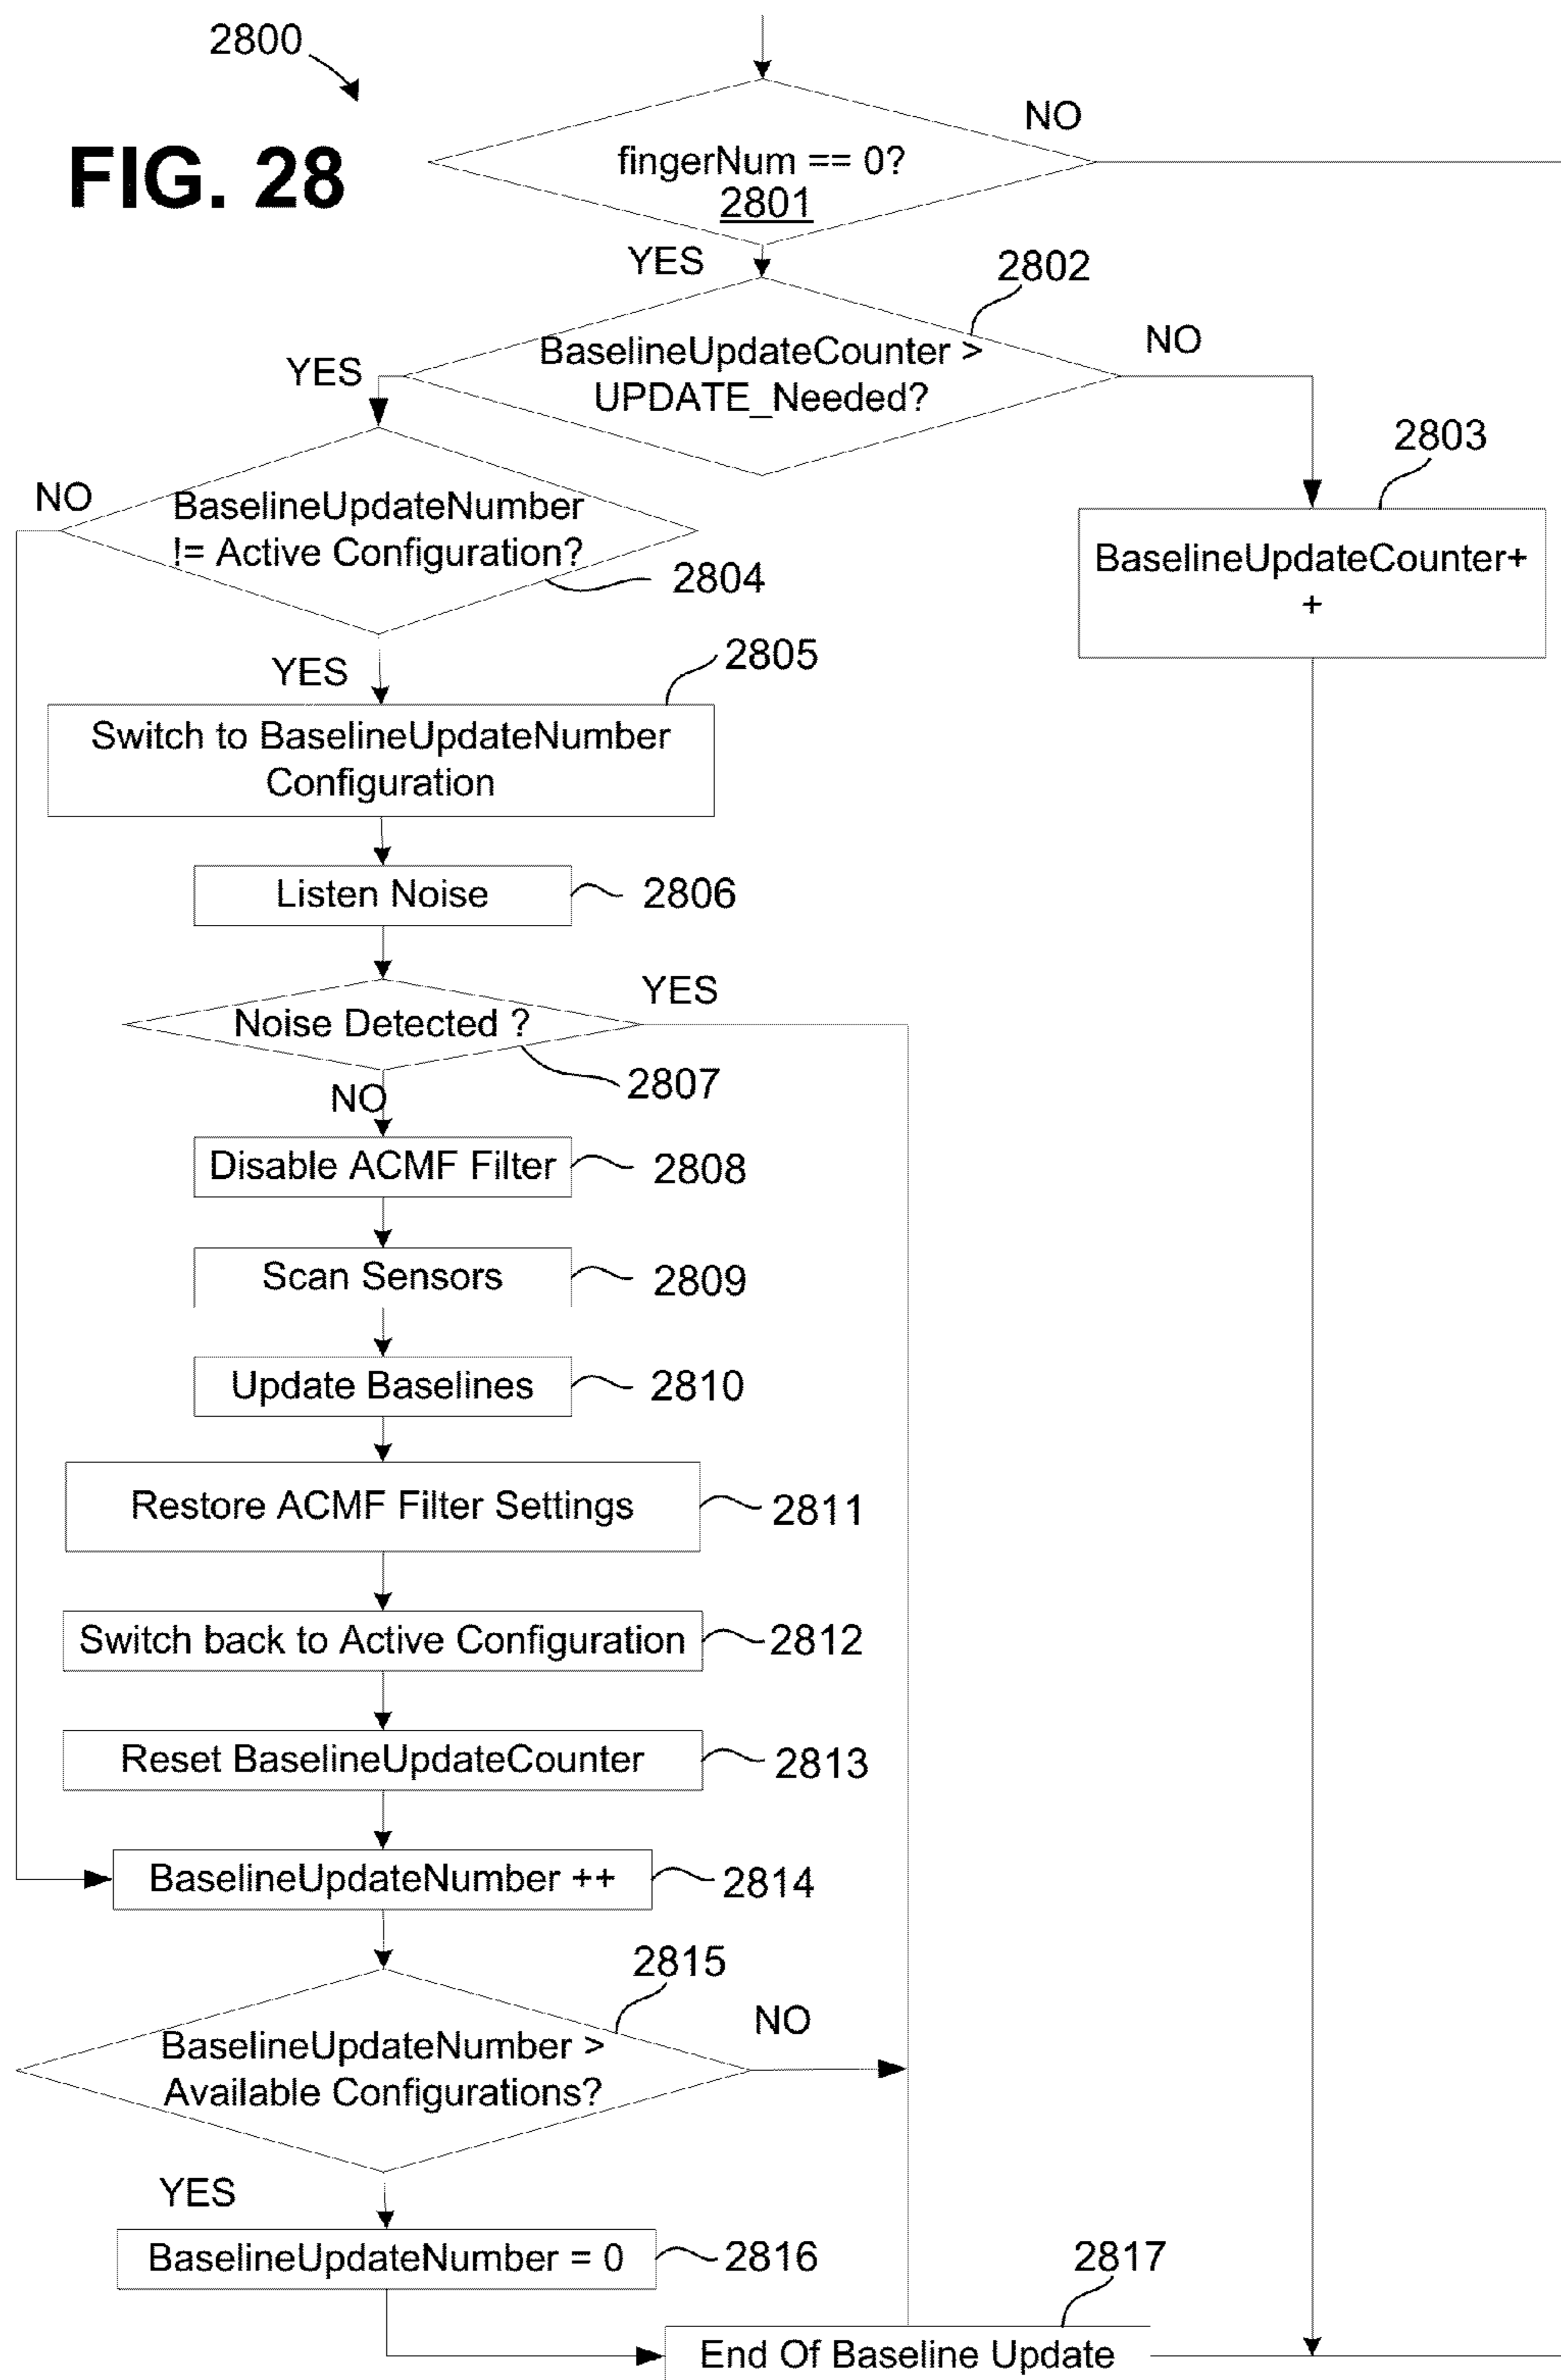 2800
FIG. 28
NO
fingerNum == 0?
2801
YES
2802
BaselineUpdateCounter >
UPDATE_Needed?
YES
NO
2803
BaselineUpdateCounter+
+
NO
BaselineUpdateNumber
!= Active Configuration?
2804
YES
2805
Switch to BaselineUpdateNumber
Configuration
Listen Noise
2806
YES
Noise Detected ?
2807
NO
Disable ACMF Filter
2808
Scan Sensors
2809
Update Baselines
2810
Restore ACMF Filter Settings
2811
Switch back to Active Configuration
2812
Reset BaselineUpdateCounter
2813
BaselineUpdateNumber ++
2814
2815
NO
BaselineUpdateNumber >
Available Configurations?
YES
BaselineUpdateNumber = 0
2816
2817
End Of Baseline Update